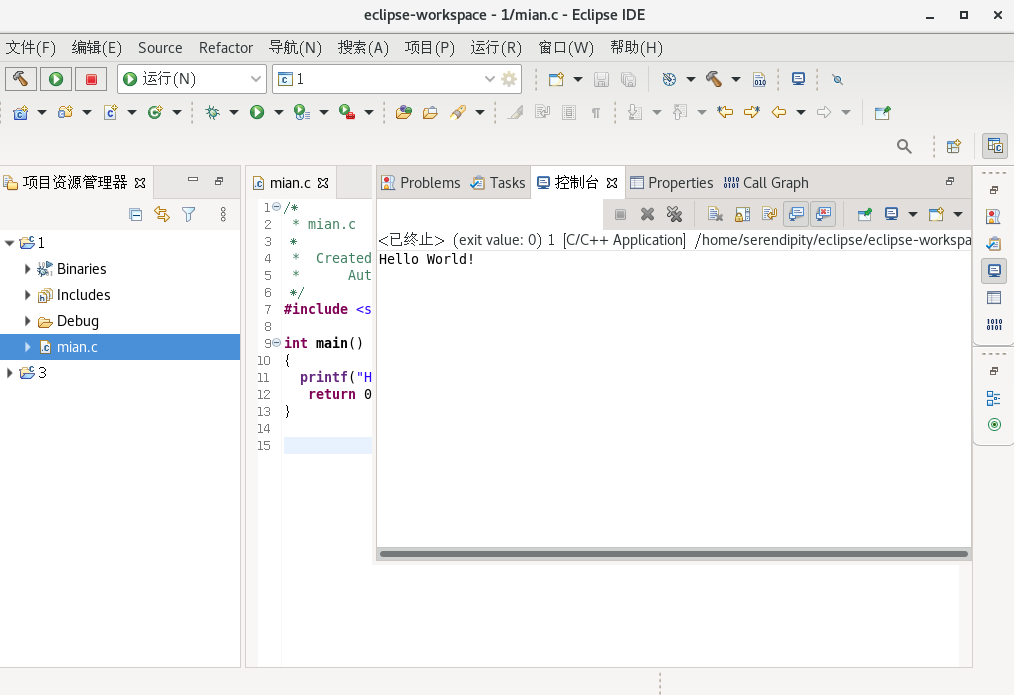 eclipse-workspace - 1/mian.c - Eclipse IDE
文件(F) 编辑(E) Source Refactor 导航(N) 搜索(A) 项目(P) 运行(R) 窗口(W) 帮助(H)
运行(N) 1
项目资源管理器
1
Binaries
Includes
Debug
mian.c
3
mian.c
1 /*
2 * mian.c
3 *
4 * Created
5 * Aut
6 */
7 #include <s
8
9 int main()
10 {
11 printf("H
12 return 0
13 }
14
15
Problems Tasks 控制台 Properties Call Graph
<已终止> (exit value: 0) 1 [C/C++ Application] /home/serendipity/eclipse/eclipse-workspa
Hello World!